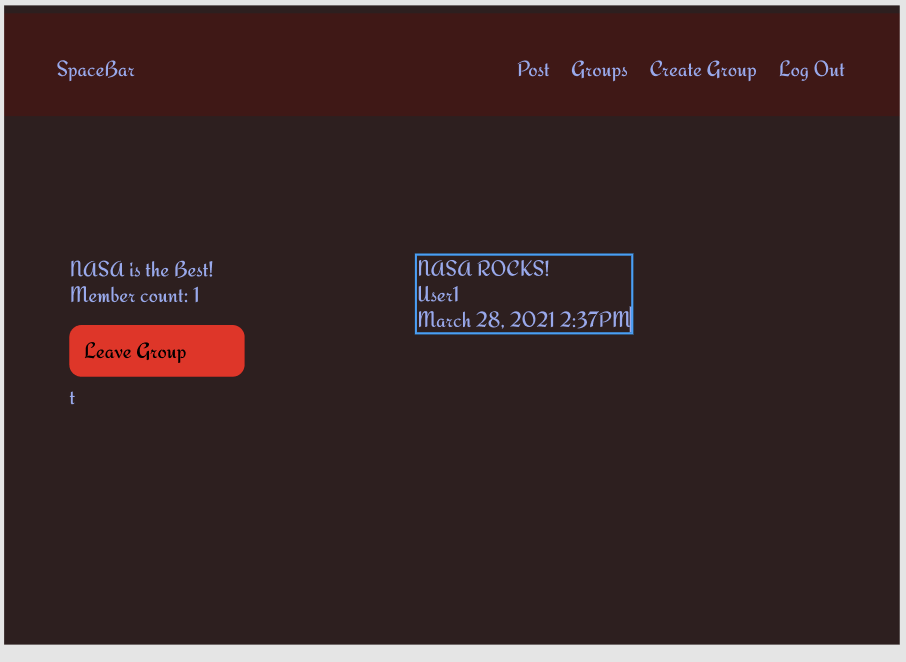 SpaceBar
Post Groups Create Group Log Out
NASA is the Best!
Member count: 1
Leave Group
t
NASA ROCKS!
User1
March 28, 2021 2:37PM